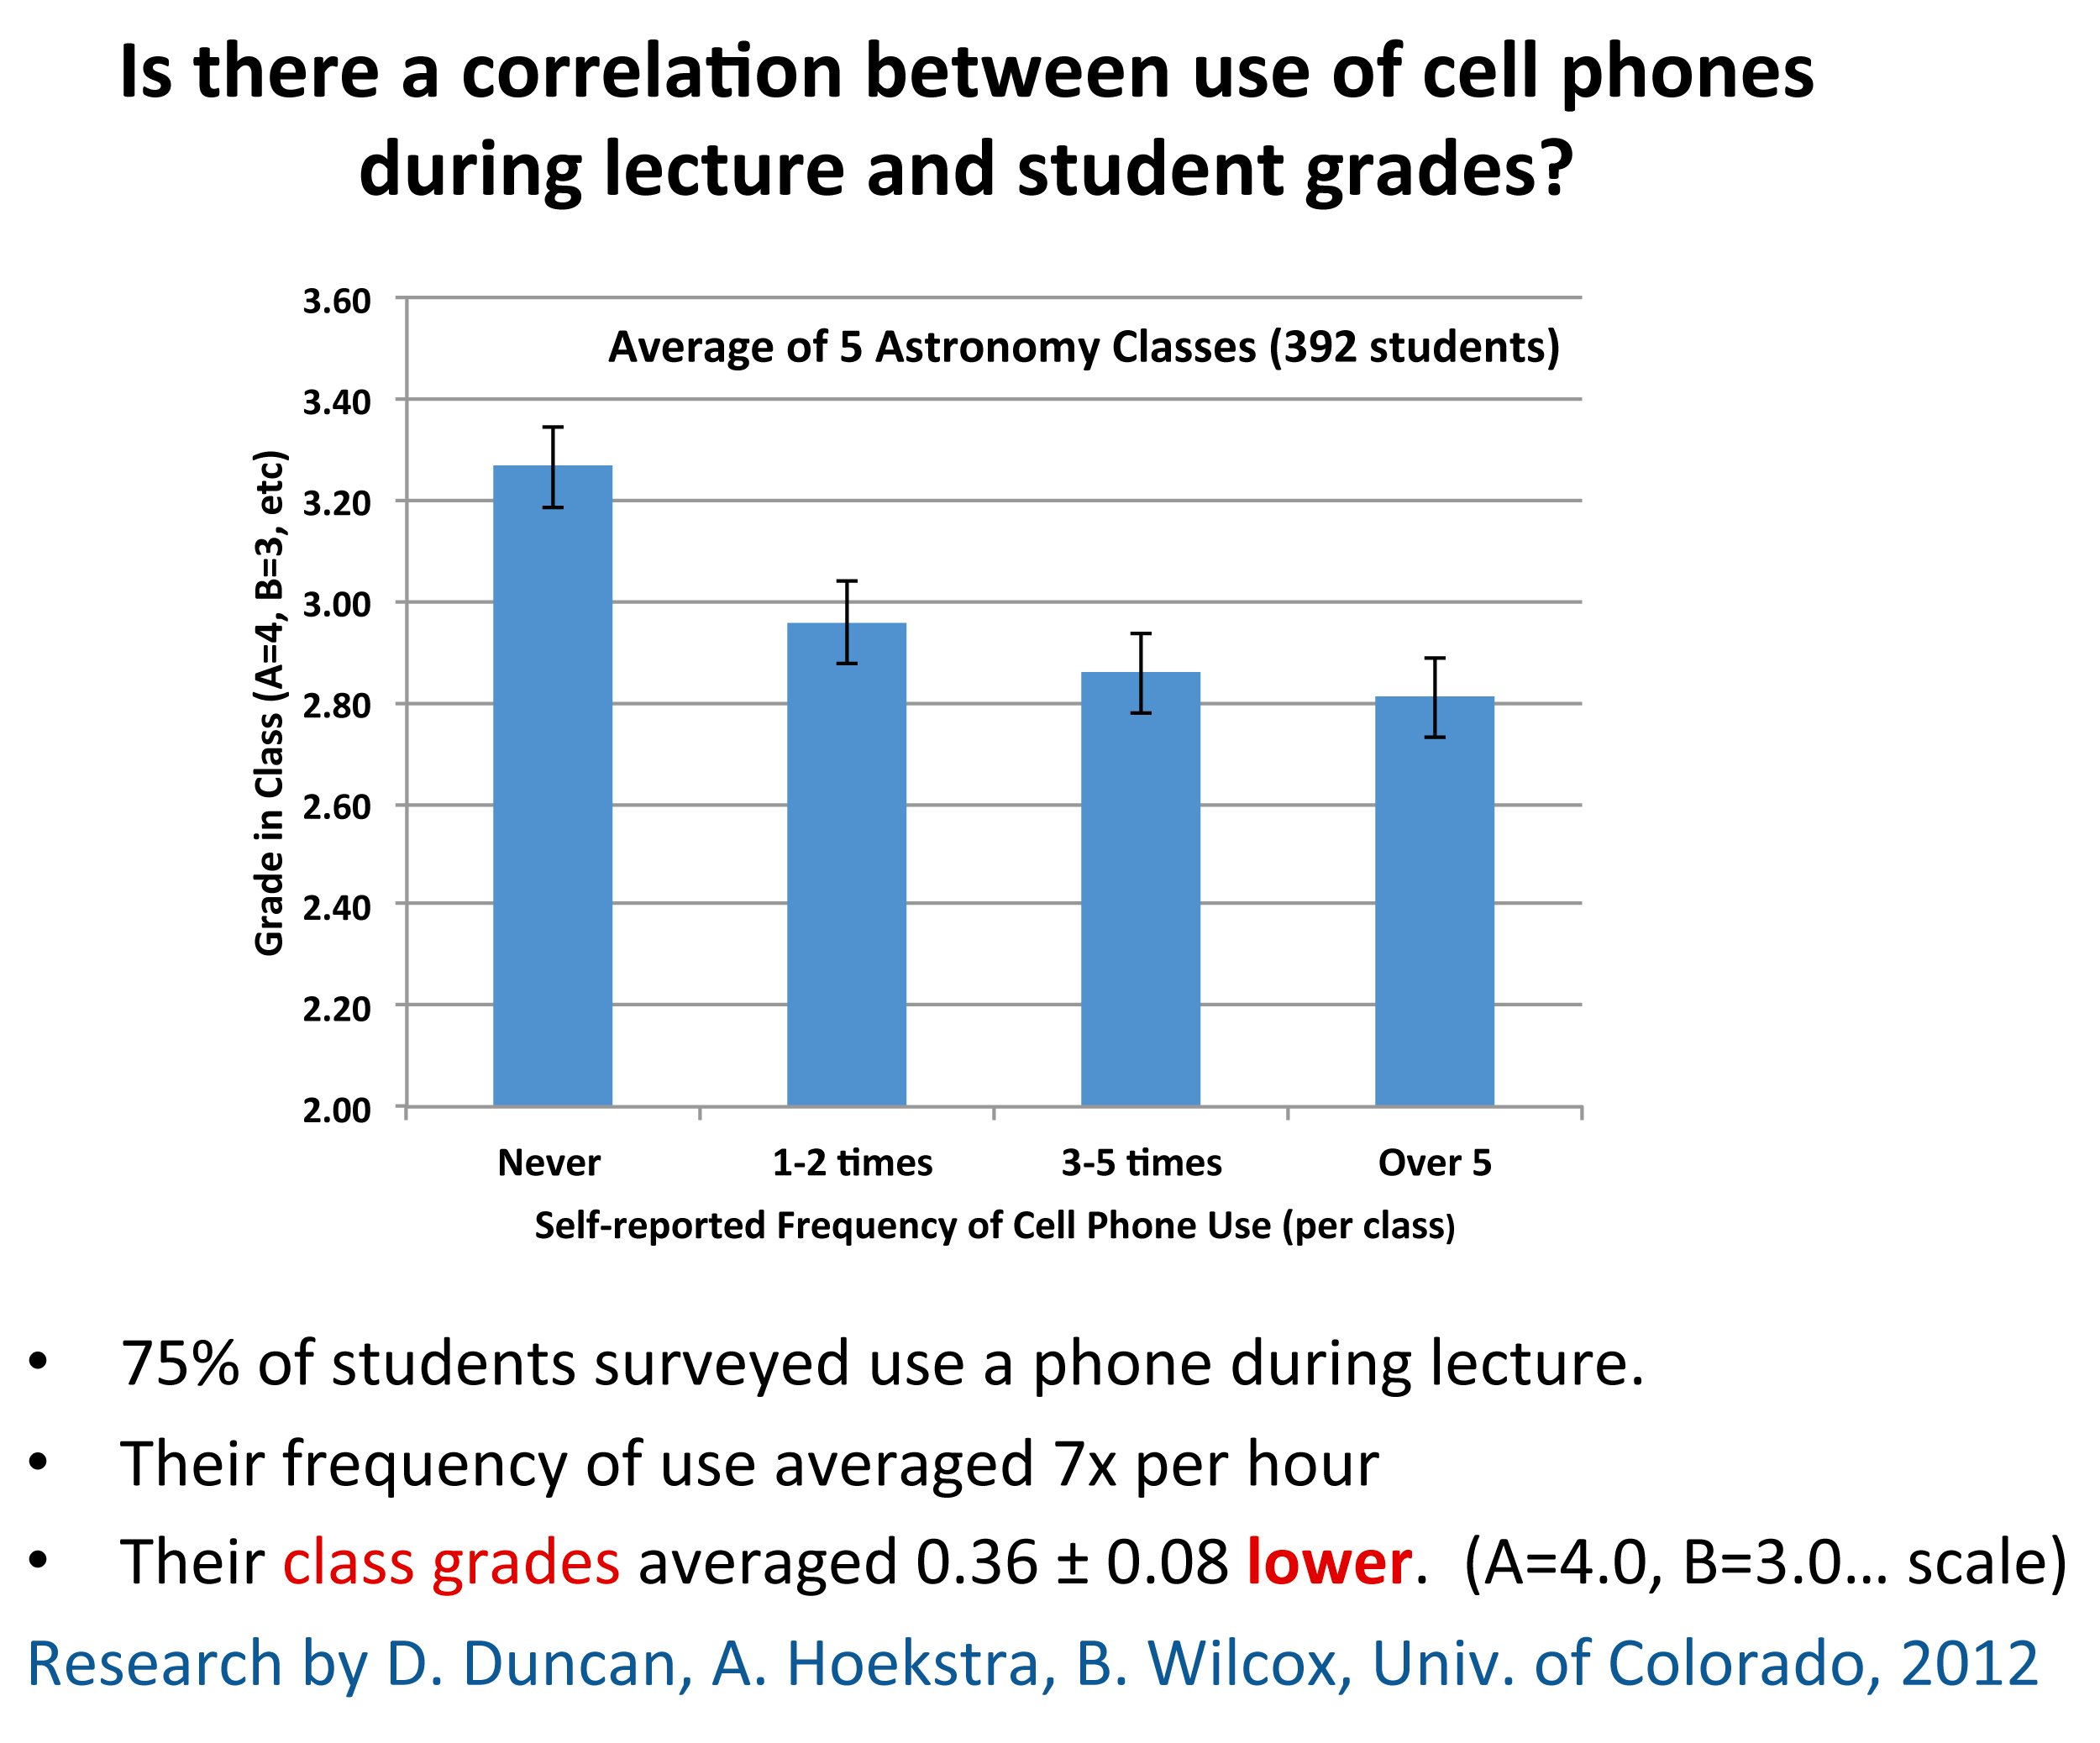 Is there a correlation between use of cell phones
during lecture and student grades?
3.60
Average of 5 Astronomy Classes (392 students)
3.40
3.20
3.00
2.80
2.60
2.40
2.20
2.00
Grade in Class (A=4, B=3, etc)
Never 1-2 times 3-5 times Over 5
Self-reported Frequency of Cell Phone Use (per class)
• 75% of students surveyed use a phone during lecture.
• Their frequency of use averaged 7x per hour
• Their class grades averaged 0.36 ± 0.08 lower. (A=4.0, B=3.0... scale)
Research by D. Duncan, A. Hoekstra, B. Wilcox, Univ. of Colorado, 2012